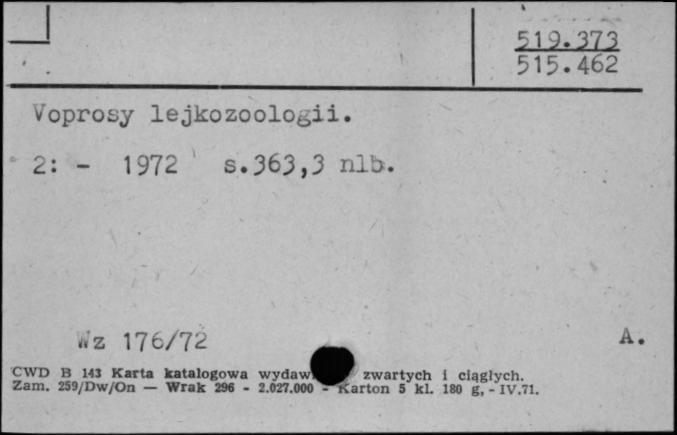 519.373
515.462
Voprosy lejkozoologii.
2: - 1972 s.363,3 nlb.
Wz 176/72 A.
CWD B 143 Karta katalogowa wydaw zwartych i ciągłych.
Zam. 259/Dw/On — Wrak 296 - 2.027.000 - Karton 5 kl. 180 g, - IV.71.